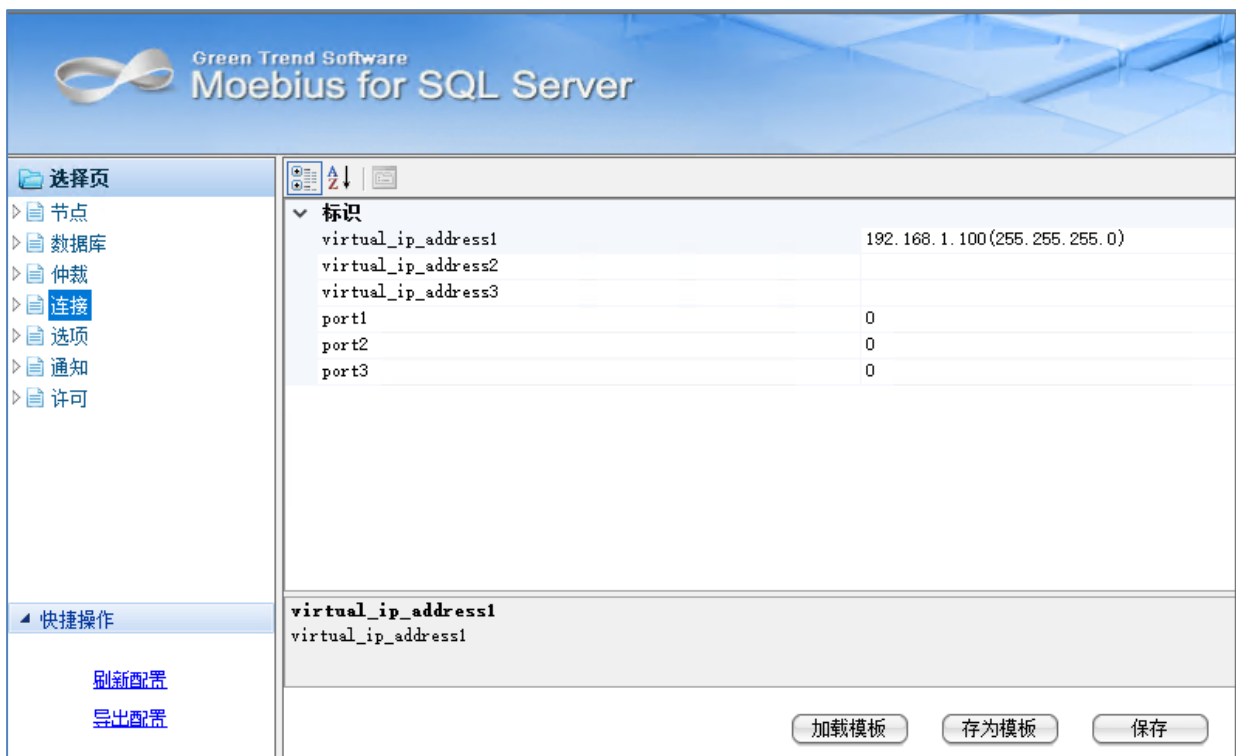 Green Trend Software
Moebius for SQL Server
选择页
节点
数据库
仲裁
连接
选项
通知
许可
标识
virtual_ip_address1 192.168.1.100(255.255.255.0)
virtual_ip_address2
virtual_ip_address3
port1 0
port2 0
port3 0
virtual_ip_address1
virtual_ip_address1
快捷操作
刷新配置
导出配置
加载模板 存为模板 保存